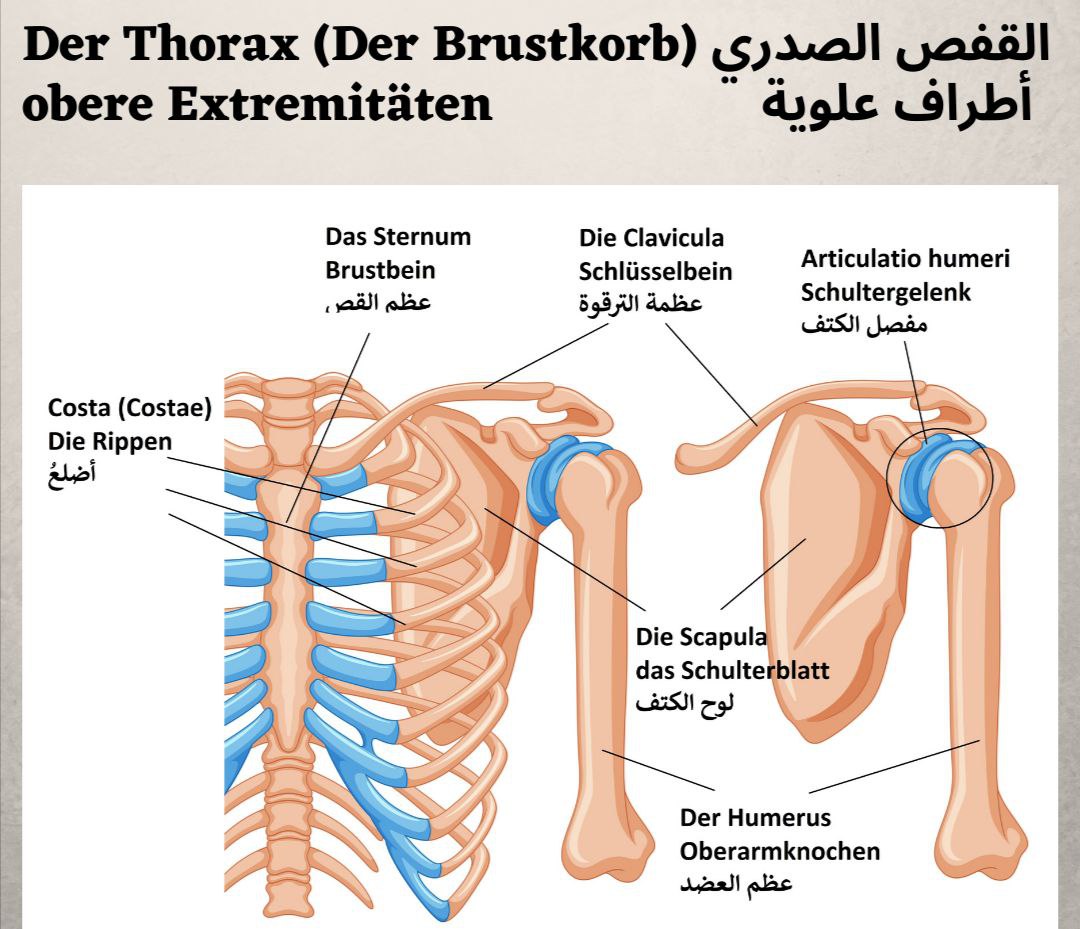 Der Thorax (Der Brustkorb) القفص الصدري
obere Extremitäten أطراف علوية
Das Sternum
Brustbein
عظم القص
Die Clavicula
Schlüsselbein
عظمة الترقوة
Articulatio humeri
Schultergelenk
مفصل الكتف
Costa (Costae)
Die Rippen
أضلعُ
Die Scapula
das Schulterblatt
لوح الكتف
Der Humerus
Oberarmknochen
عظم العضد